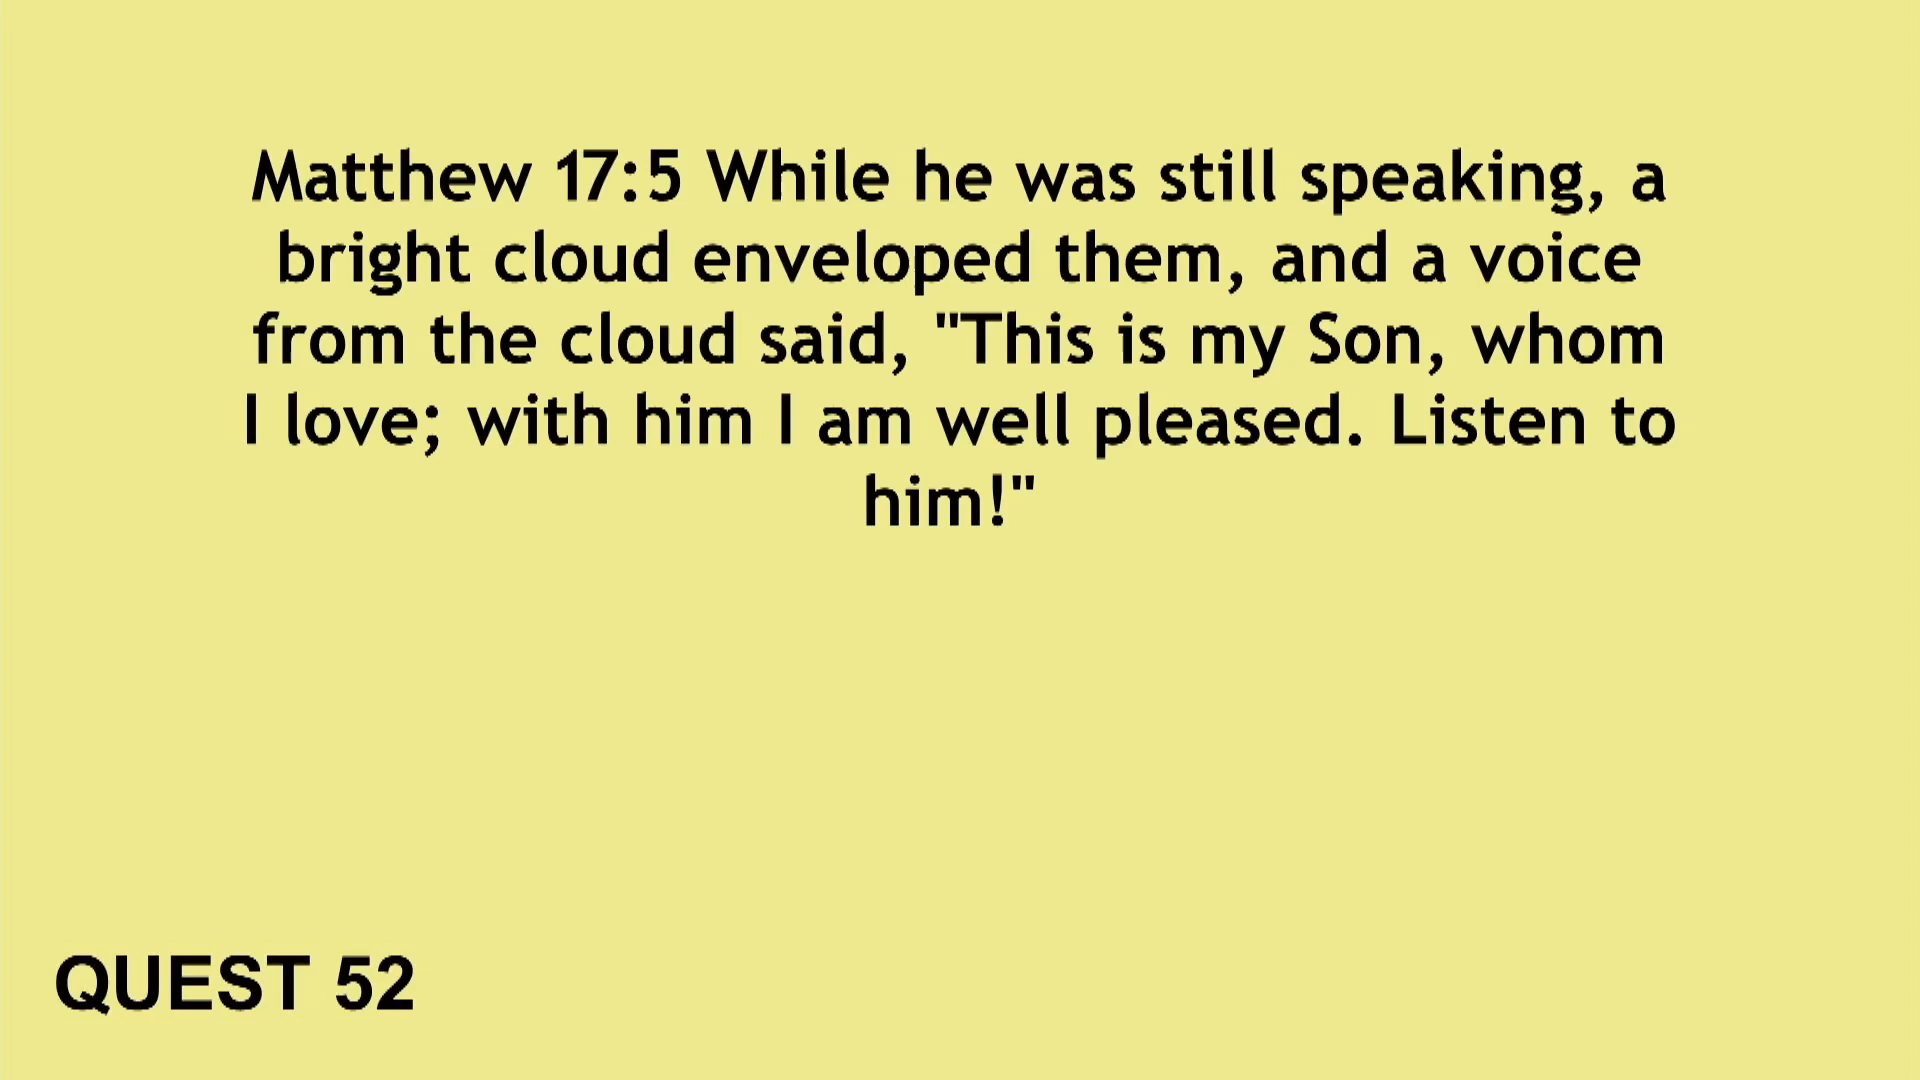 Matthew 17:5 While he was still speaking, a
bright cloud enveloped them, and a voice
from the cloud said, "This is my Son, whom
I love; with him I am well pleased. Listen to
him!"
QUEST 52